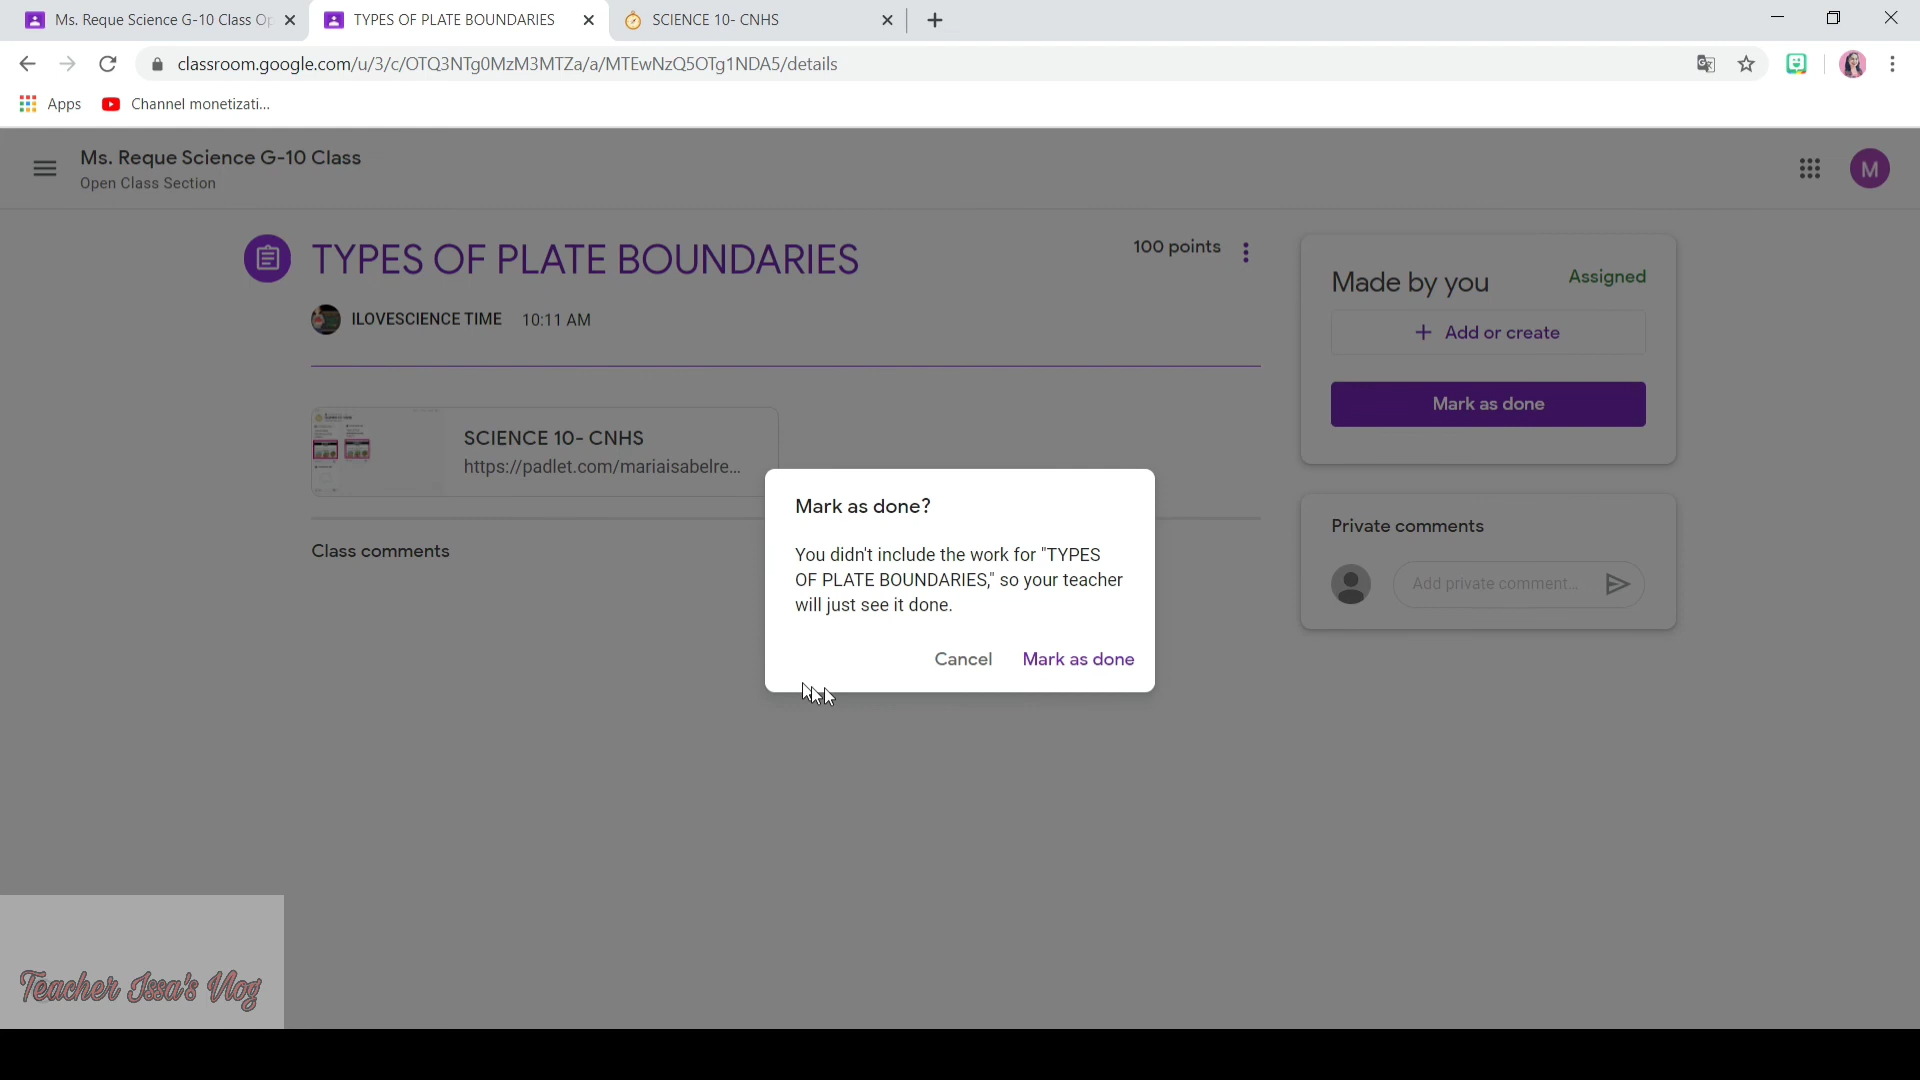 Ms. Reque Science G-10 Class Op
TYPES OF PLATE BOUNDARIES
SCIENCE 10- CNHS
classroom.google.com/u/3/c/OTQ3NTg0MzM3MTZa/a/MTEwNzQ5OTg1NDA5/details
Apps
Channel monetizati...
Ms. Reque Science G-10 Class
Open Class Section
M
TYPES OF PLATE BOUNDARIES
100 points
ILOVESCIENCE TIME 10:11 AM
SCIENCE 10- CNHS
https://padlet.com/mariaisabelre...
Class comments
Made by you
Assigned
+ Add or create
Mark as done
Private comments
Add private comment...
Mark as done?
You didn't include the work for "TYPES
OF PLATE BOUNDARIES," so your teacher
will just see it done.
Cancel
Mark as done
Teacher Issa's Vlog